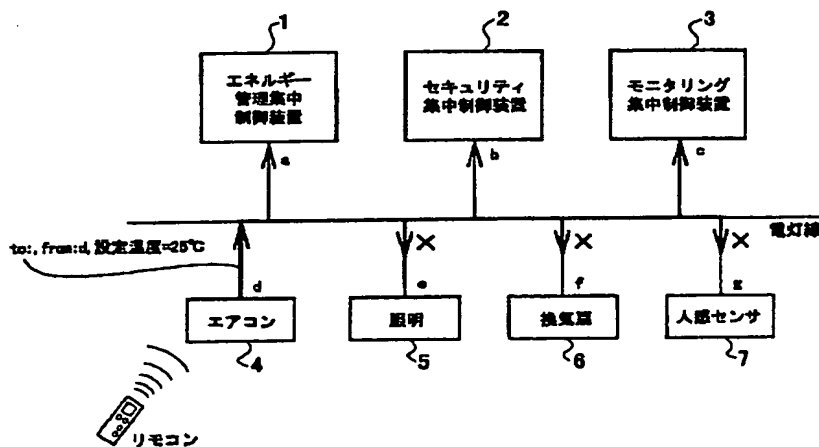 1
2
3
エネルギー
管理集中
制御装置
セキュリティ
集中制御装置
モニタリング
集中制御装置
a
b
c
電灯線
to:, from:d, 設定温度=25℃
d
e
f
g
エアコン
照明
換気扇
人感センサ
4
5
6
7
リモコン